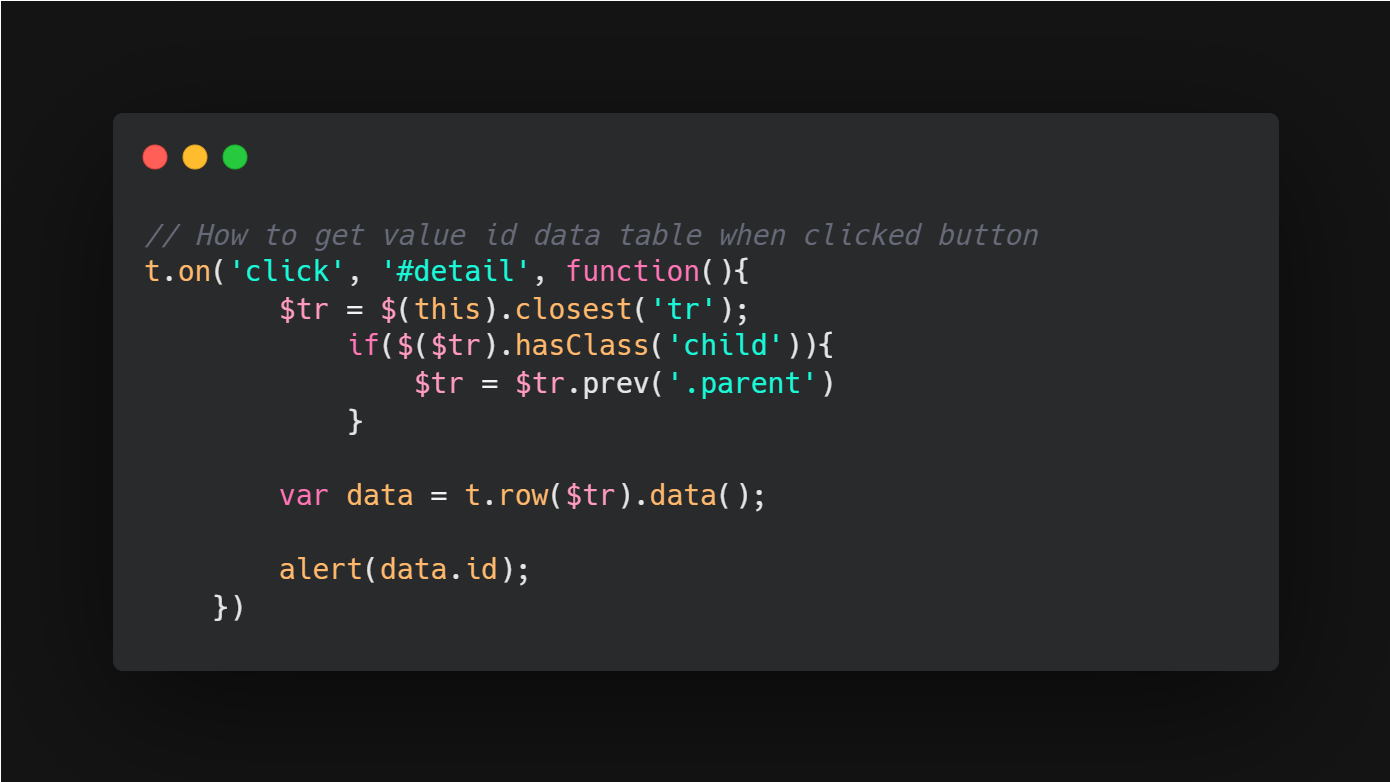 // How to get value id data table when clicked button
t.on('click', '#detail', function(){
        $tr = $(this).closest('tr');
            if($($tr).hasClass('child')){
                $tr = $tr.prev('.parent')
            }

        var data = t.row($tr).data();

        alert(data.id);
    })